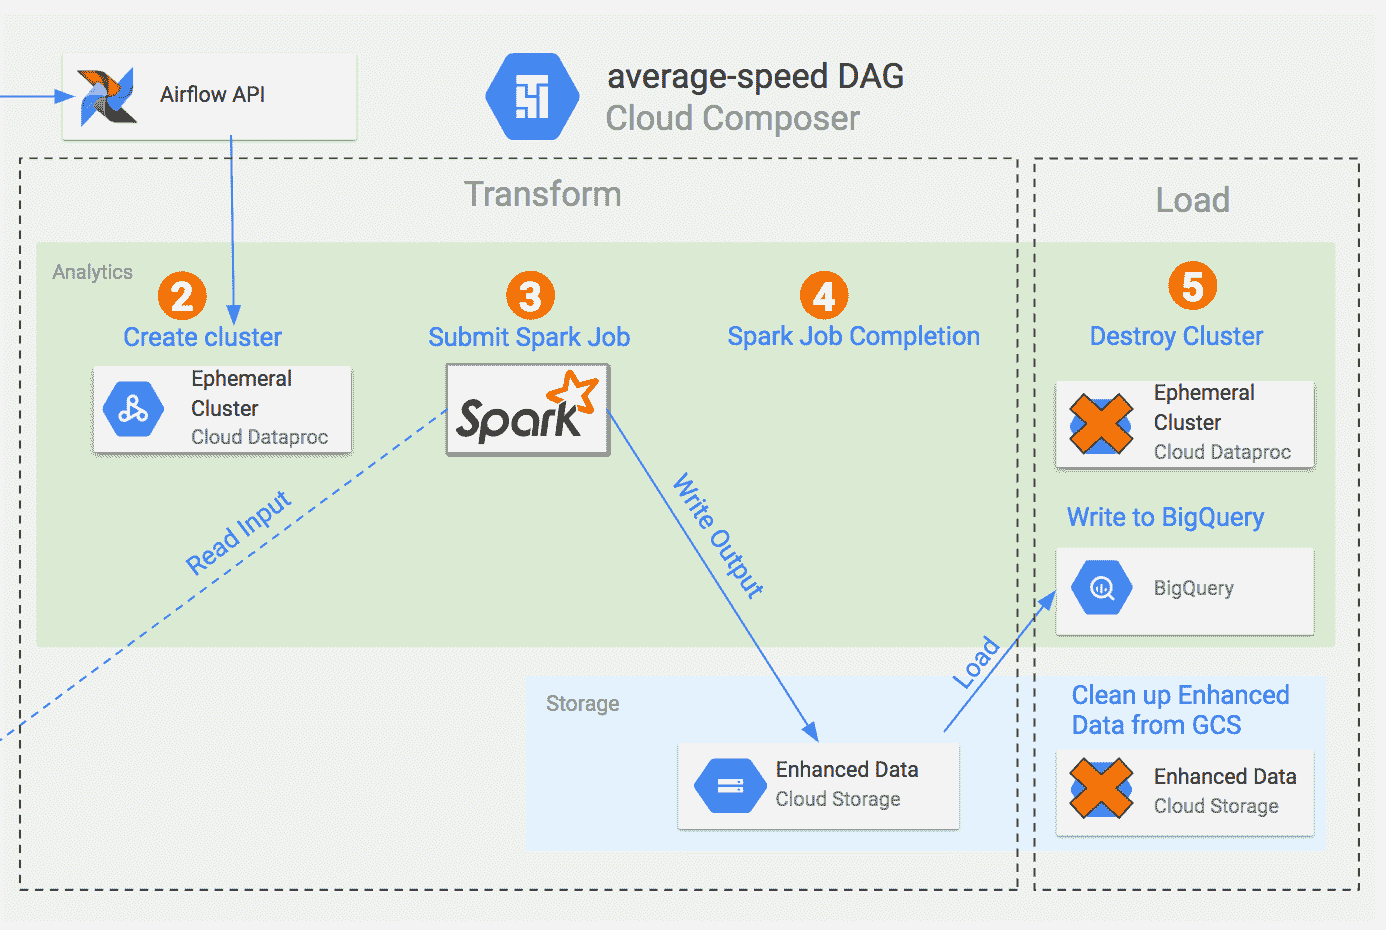 Airflow API
average-speed DAG
Cloud Composer
Transform
Load
Analytics
2
Create cluster
Ephemeral
Cluster
Cloud Dataproc
3
Submit Spark Job
Spark
4
Spark Job Completion
5
Destroy Cluster
Ephemeral
Cluster
Cloud Dataproc
Read Input
Write Output
Write to BigQuery
BigQuery
Load
Storage
Enhanced Data
Cloud Storage
Clean up Enhanced
Data from GCS
Enhanced Data
Cloud Storage